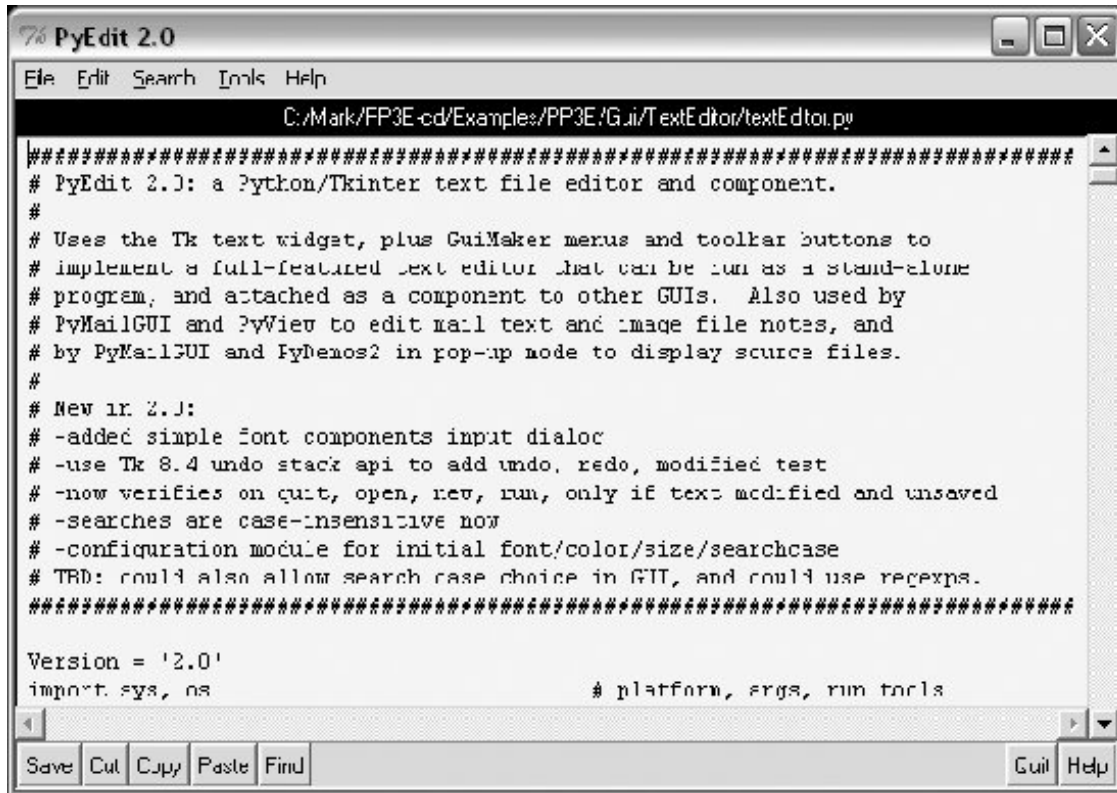 PyEdit 2.0
File Edit Search Tools Help
C:/Mark/PP3E-cd/Examples/PP3E/Gui/TextEditor/textEditor.py
################################################################################
# PyEdit 2.0: a Python/Tkinter text file editor and component.
#
# Uses the Tk text widget, plus GuiMaker menus and toolbar buttons to
# implement a full-featured text editor that can be run as a stand-alone
# program, and attached as a component to other GUIs.  Also used by
# PyMailGUI and PyView to edit mail text and image file notes, and
# by PyMailGUI and PyDemos2 in pop-up mode to display source files.
#
# New in 2.0:
# -added simple font components input dialog
# -use Tk 8.4 undo stack api to add undo, redo, modified test
# -now verifies on quit, open, new, run, only if text modified and unsaved
# -searches are case-insensitive now
# -configuration module for initial font/color/size/searchcase
# TBD: could also allow search case choice in GUI, and could use regexps.
################################################################################
Version = '2.0'
import sys, os # platform, args, run tools
Save Cut Copy Paste Find Quit Help